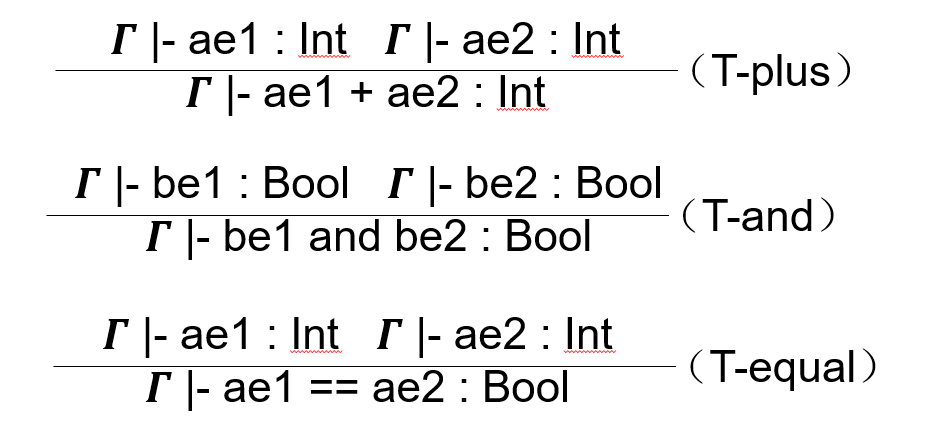 Γ |- ae1 : Int   Γ |- ae2 : Int
（T-plus）
Γ |- ae1 + ae2 : Int
Γ |- be1 : Bool   Γ |- be2 : Bool
（T-and）
Γ |- be1 and be2 : Bool
Γ |- ae1 : Int   Γ |- ae2 : Int
（T-equal）
Γ |- ae1 == ae2 : Bool